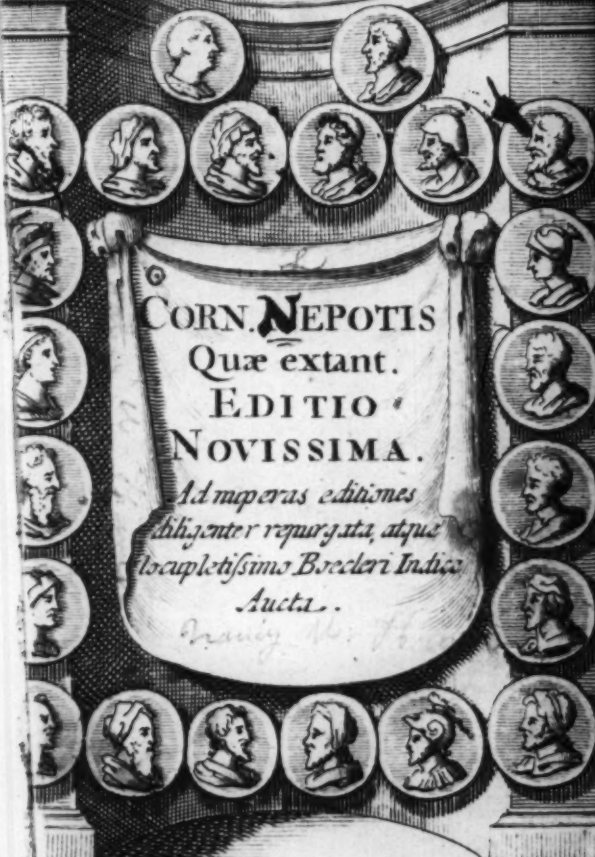 CORN. NEPOTIS
Quæ extant.
EDITIO
NOVISSIMA.
Ad nuperas editiones
diligenter repurgata, atque
locupletissimo Boecleri Indice
Aucta.